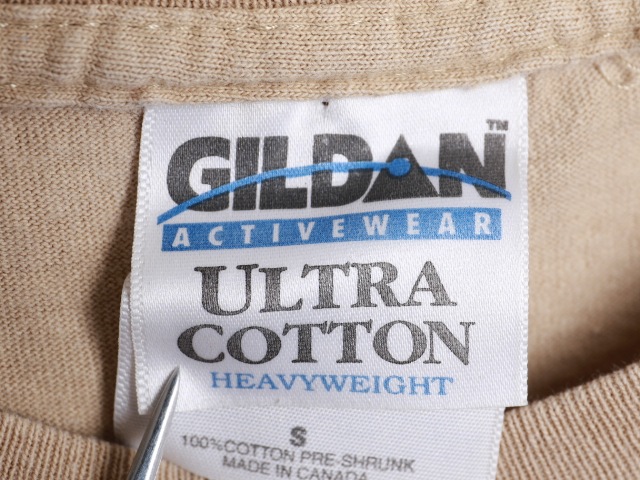 GILDAN™
ACTIVEWEAR
ULTRA
COTTON
HEAVYWEIGHT
S
100% COTTON PRE-SHRUNK
MADE IN CANADA